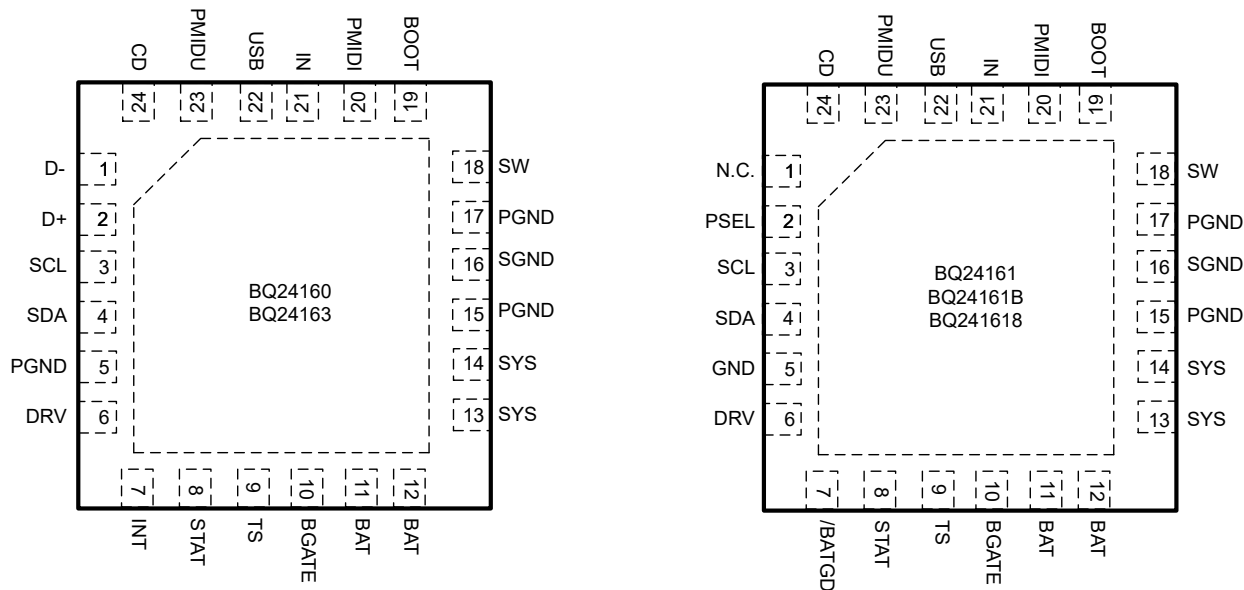 CD PMIDU USB IN PMIDI BOOT
24 23 22 21 20 19
D- 1
D+ 2
SCL 3
SDA 4
PGND 5
DRV 6
BQ24160
BQ24163
18 SW
17 PGND
16 SGND
15 PGND
14 SYS
13 SYS
7 8 9 10 11 12
INT STAT TS BGATE BAT BAT
CD PMIDU USB IN PMIDI BOOT
24 23 22 21 20 19
N.C. 1
PSEL 2
SCL 3
SDA 4
GND 5
DRV 6
BQ24161
BQ24161B
BQ241618
18 SW
17 PGND
16 SGND
15 PGND
14 SYS
13 SYS
7 8 9 10 11 12
/BATGD STAT TS BGATE BAT BAT